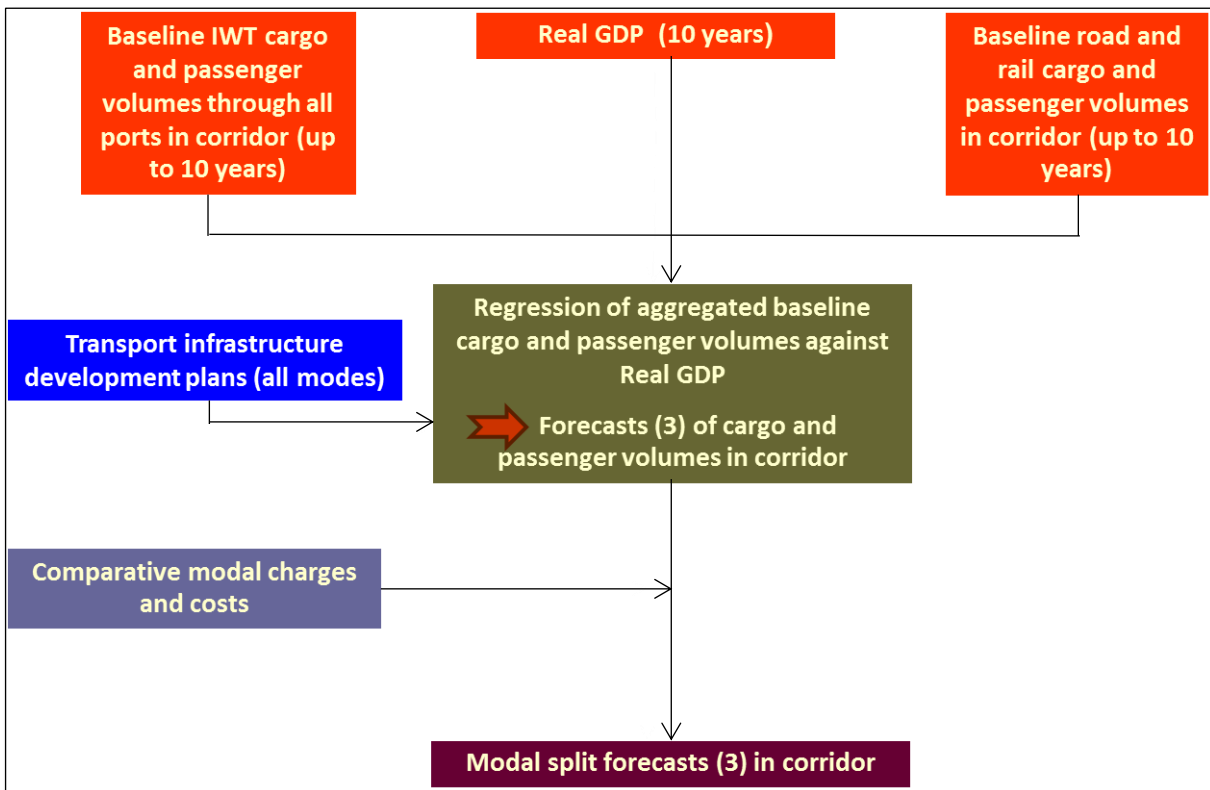 Baseline IWT cargo
and passenger
volumes through all
ports in corridor (up
to 10 years)
Real GDP (10 years)
Baseline road and
rail cargo and
passenger volumes
in corridor (up to 10
years)
Regression of aggregated baseline
cargo and passenger volumes against
Real GDP
Forecasts (3) of cargo and
passenger volumes in corridor
Transport infrastructure
development plans (all modes)
Comparative modal charges
and costs
Modal split forecasts (3) in corridor